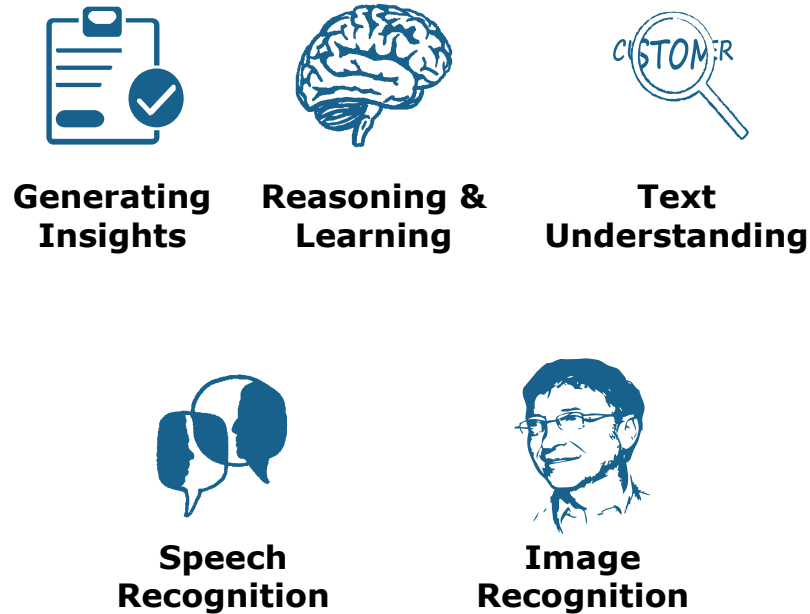 CUSTOMER
Generating
Insights
Reasoning &
Learning
Text
Understanding
Speech
Recognition
Image
Recognition